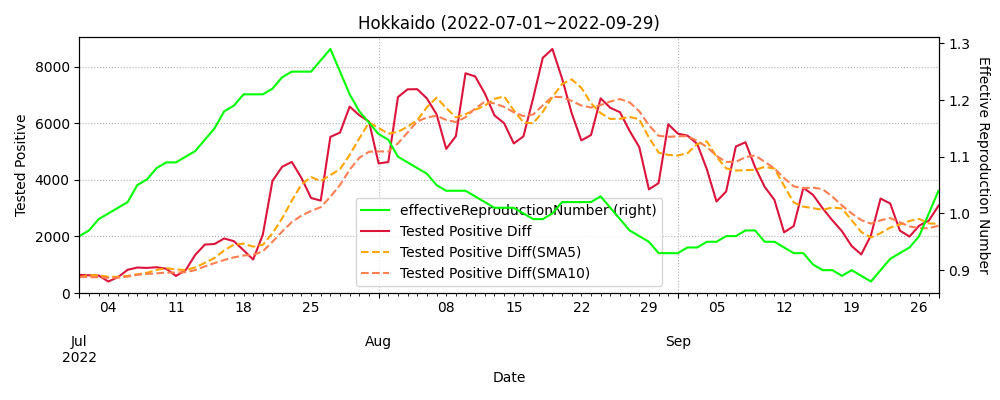 Hokkaido (2022-07-01~2022-09-29)
Tested Positive
8000
6000
4000
2000
0
1.3
1.2
1.1
1.0
0.9
Effective Reproduction Number
effectiveReproductionNumber (right)
Tested Positive Diff
Tested Positive Diff(SMA5)
Tested Positive Diff(SMA10)
04 11 18 25 08 15 22 29 05 12 19 26
Jul Aug Sep
2022
Date